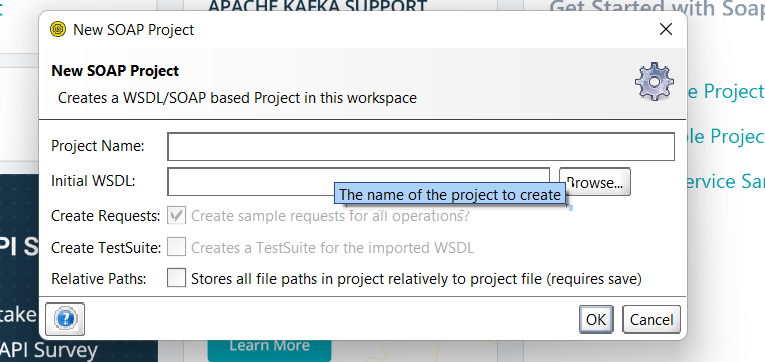 APACHE KAFKA SUPPORT
Get Started with Soap
New SOAP Project
New SOAP Project
Creates a WSDL/SOAP based Project in this workspace
e Project
Project Name:
ple Projec
Initial WSDL:
The name of the project to create
Browse...
ervice Sam
Create Requests:
Create sample requests for all operations?
Create TestSuite:
Creates a TestSuite for the imported WSDL
PI S
Relative Paths:
Stores all file paths in project relatively to project file (requires save)
take
OK
Cancel
API Survey
Learn More